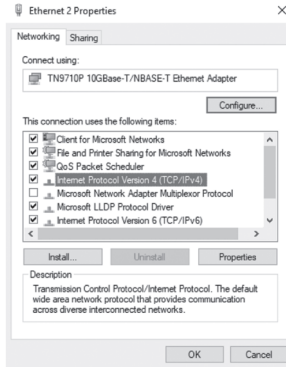 Ethernet 2 Properties
Networking
Sharing
Connect using:
TN9710P 10GBase-T/NBASE-T Ethernet Adapter
Configure...
This connection uses the following items:
Client for Microsoft Networks
File and Printer Sharing for Microsoft Networks
QoS Packet Scheduler
Internet Protocol Version 4 (TCP/IPv4)
Microsoft Network Adapter Multiplexor Protocol
Microsoft LLDP Protocol Driver
Internet Protocol Version 6 (TCP/IPv6)
Install...
Uninstall
Properties
Description
Transmission Control Protocol/Internet Protocol. The default
wide area network protocol that provides communication
across diverse interconnected networks.
OK
Cancel